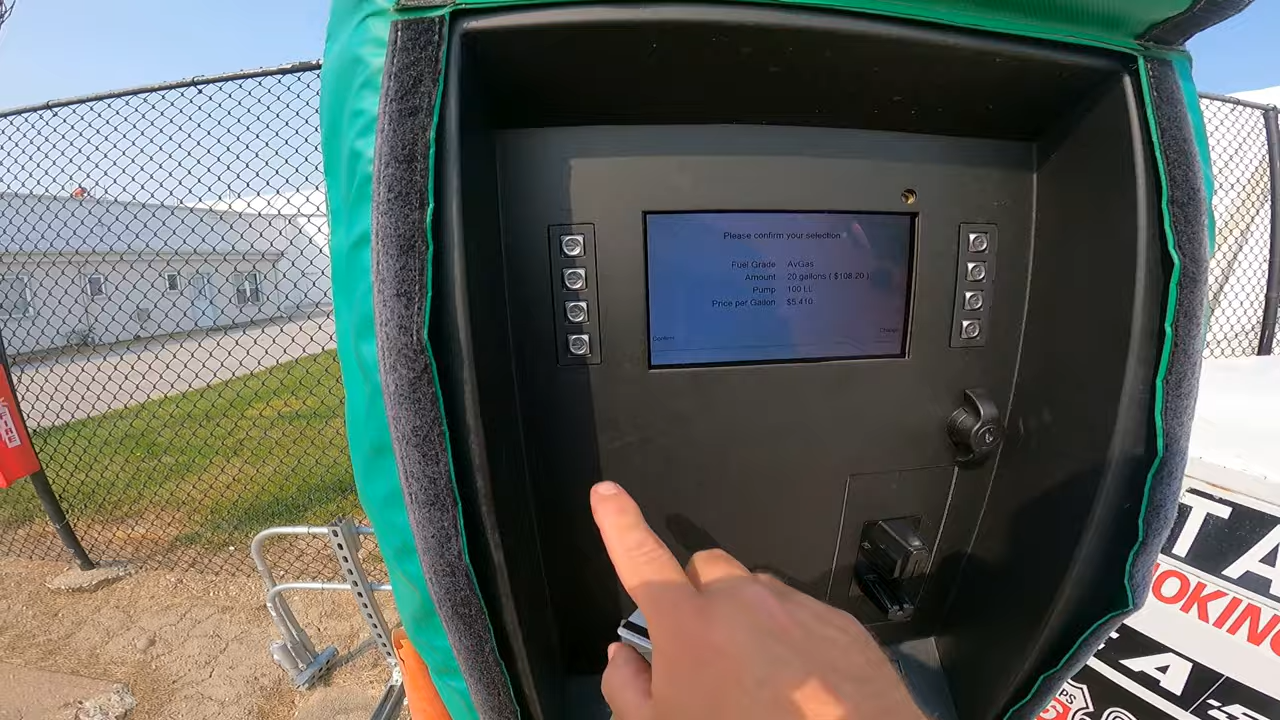 Please confirm your selection
Fuel Grade AvGas
Amount 20 gallons ( $108.20 )
Pump 100 LL
Price per Gallon $5.410
Confirm
Change
FIRE
TA
OKING
A-